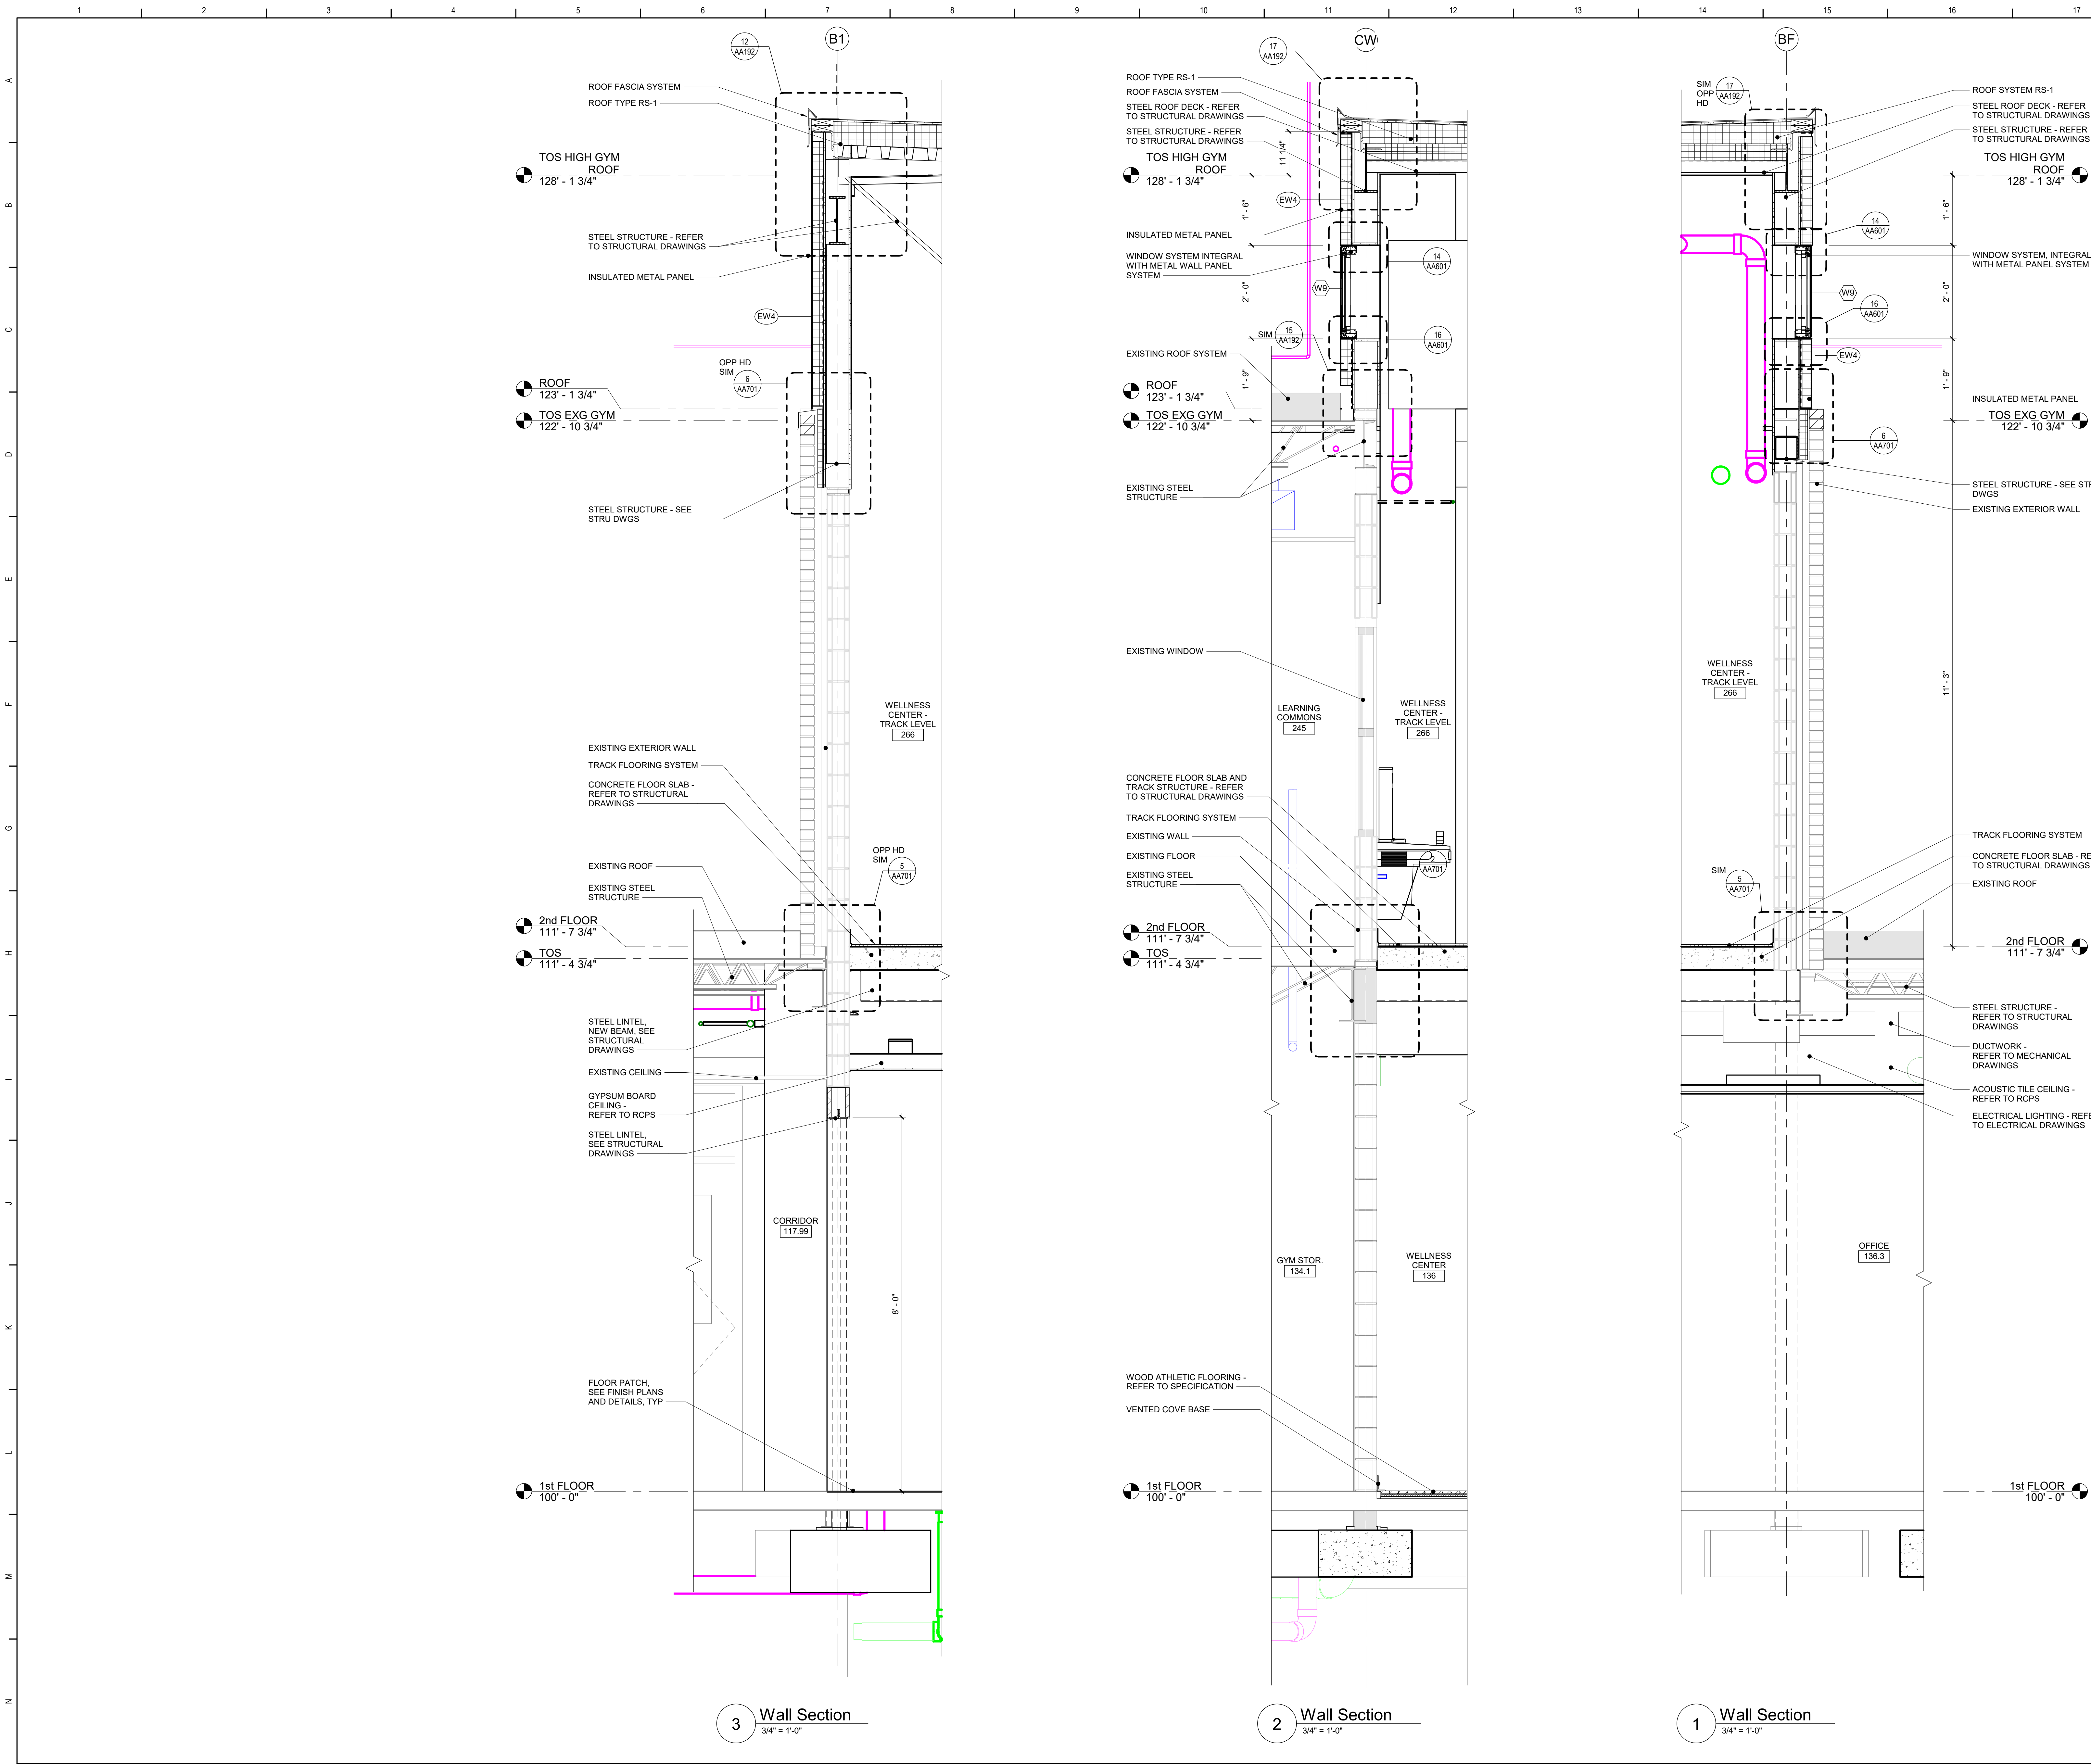 1 2 3 4 5 6 7 8 9 10 11 12 13 14 15 16 17
A
B
C
D
E
F
G
H
I
J
K
L
M
N
12
AA192
B1
ROOF FASCIA SYSTEM
ROOF TYPE RS-1
TOS HIGH GYM
ROOF
128' - 1 3/4"
STEEL STRUCTURE - REFER
TO STRUCTURAL DRAWINGS
INSULATED METAL PANEL
EW4
OPP HD
SIM
6
AA701
ROOF
123' - 1 3/4"
TOS EXG GYM
122' - 10 3/4"
STEEL STRUCTURE - SEE
STRU DWGS
WELLNESS
CENTER -
TRACK LEVEL
266
EXISTING EXTERIOR WALL
TRACK FLOORING SYSTEM
CONCRETE FLOOR SLAB -
REFER TO STRUCTURAL
DRAWINGS
OPP HD
SIM
5
AA701
EXISTING ROOF
EXISTING STEEL
STRUCTURE
2nd FLOOR
111' - 7 3/4"
TOS
111' - 4 3/4"
STEEL LINTEL,
NEW BEAM, SEE
STRUCTURAL
DRAWINGS
EXISTING CEILING
GYPSUM BOARD
CEILING -
REFER TO RCPS
STEEL LINTEL,
SEE STRUCTURAL
DRAWINGS
CORRIDOR
117.99
8' - 0"
FLOOR PATCH,
SEE FINISH PLANS
AND DETAILS, TYP
1st FLOOR
100' - 0"
3
Wall Section
3/4" = 1'-0"
17
AA192
CW
ROOF TYPE RS-1
ROOF FASCIA SYSTEM
STEEL ROOF DECK - REFER
TO STRUCTURAL DRAWINGS
STEEL STRUCTURE - REFER
TO STRUCTURAL DRAWINGS
11 1/4"
TOS HIGH GYM
ROOF
128' - 1 3/4"
1' - 6"
EW4
INSULATED METAL PANEL
WINDOW SYSTEM INTEGRAL
WITH METAL WALL PANEL
SYSTEM
14
AA601
2' - 0"
W9
SIM
15
AA192
16
AA601
EXISTING ROOF SYSTEM
1' - 9"
ROOF
123' - 1 3/4"
TOS EXG GYM
122' - 10 3/4"
EXISTING STEEL
STRUCTURE
EXISTING WINDOW
LEARNING
COMMONS
245
WELLNESS
CENTER -
TRACK LEVEL
266
CONCRETE FLOOR SLAB AND
TRACK STRUCTURE - REFER
TO STRUCTURAL DRAWINGS
TRACK FLOORING SYSTEM
EXISTING WALL
EXISTING FLOOR
EXISTING STEEL
STRUCTURE
2
AA701
2nd FLOOR
111' - 7 3/4"
TOS
111' - 4 3/4"
GYM STOR.
134.1
WELLNESS
CENTER
136
WOOD ATHLETIC FLOORING -
REFER TO SPECIFICATION
VENTED COVE BASE
1st FLOOR
100' - 0"
2
Wall Section
3/4" = 1'-0"
SIM
OPP
HD
17
AA192
BF
ROOF SYSTEM RS-1
STEEL ROOF DECK - REFER
TO STRUCTURAL DRAWINGS
STEEL STRUCTURE - REFER
TO STRUCTURAL DRAWINGS
TOS HIGH GYM
ROOF
128' - 1 3/4"
1' - 6"
14
AA601
WINDOW SYSTEM, INTEGRAL
WITH METAL PANEL SYSTEM
W9
2' - 0"
16
AA601
EW4
1' - 9"
INSULATED METAL PANEL
TOS EXG GYM
122' - 10 3/4"
6
AA701
STEEL STRUCTURE - SEE
DWGS
EXISTING EXTERIOR WALL
WELLNESS
CENTER -
TRACK LEVEL
266
11' - 3"
TRACK FLOORING SYSTEM
CONCRETE FLOOR SLAB -
TO STRUCTURAL DRAWINGS
EXISTING ROOF
SIM
5
AA701
2nd FLOOR
111' - 7 3/4"
STEEL STRUCTURE -
REFER TO STRUCTURAL
DRAWINGS
DUCTWORK -
REFER TO MECHANICAL
DRAWINGS
ACOUSTIC TILE CEILING -
REFER TO RCPS
ELECTRICAL LIGHTING -
TO ELECTRICAL DRAWINGS
OFFICE
136.3
1st FLOOR
100' - 0"
1
Wall Section
3/4" = 1'-0"